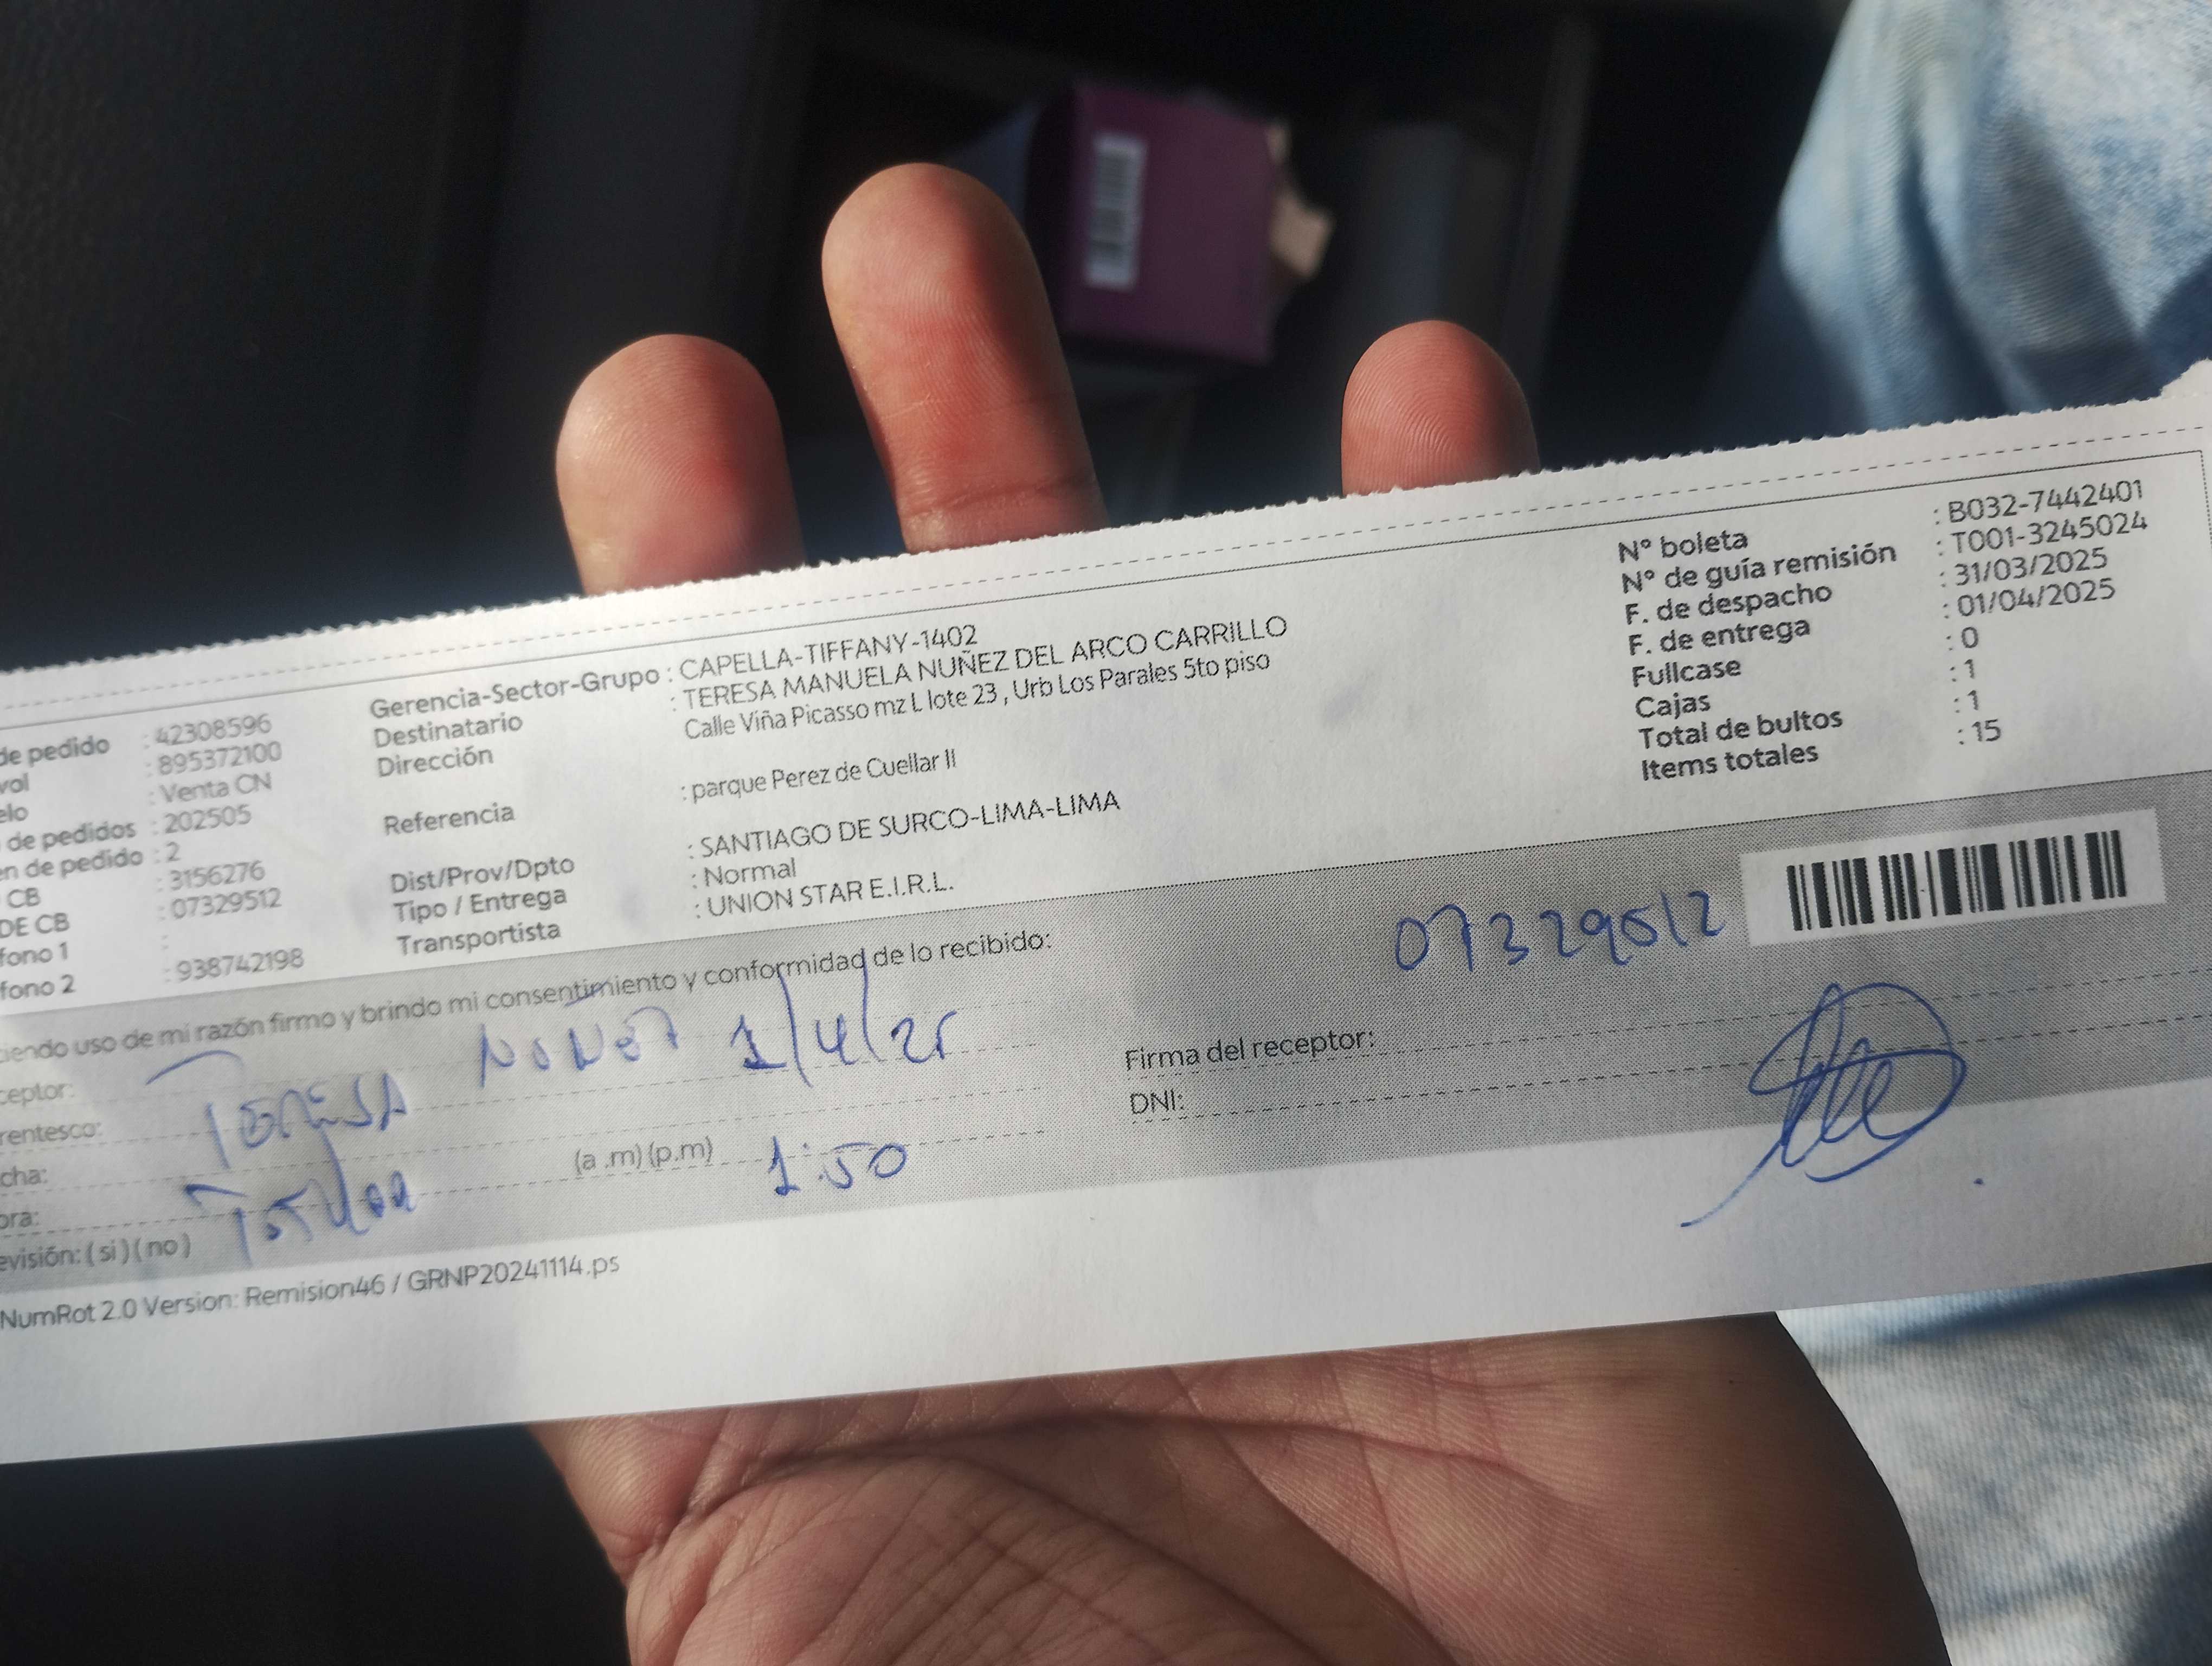 de pedido : 42308596
vol : 895372100
elo : Venta CN
de pedidos : 202505
en de pedido : 2
CB : 3156276
DE CB : 07329512
fono 1 :
fono 2 : 938742198
Gerencia-Sector-Grupo : CAPELLA-TIFFANY-1402
Destinatario : TERESA MANUELA NUÑEZ DEL ARCO CARRILLO
Dirección Calle Viña Picasso mz L lote 23 , Urb Los Parales 5to piso
Referencia : parque Perez de Cuellar II
Dist/Prov/Dpto : SANTIAGO DE SURCO-LIMA-LIMA
Tipo / Entrega : Normal
Transportista : UNION STAR E.I.R.L.
N° boleta : B032-7442401
N° de guía remisión : T001-3245024
F. de despacho : 31/03/2025
F. de entrega : 01/04/2025
Fullcase : 0
Cajas : 1
Total de bultos : 1
Items totales : 15
ciendo uso de mi razón firmo y brindo mi consentimiento y conformidad de lo recibido:
ceptor:
rentesco: TERESA NUÑEZ 1/4/25
cha:
ora: (a .m) (p.m) 1:50
evisión: ( si ) ( no )
07329512
Firma del receptor:
DNI:
NumRot 2.0 Version: Remision46 / GRNP20241114.ps